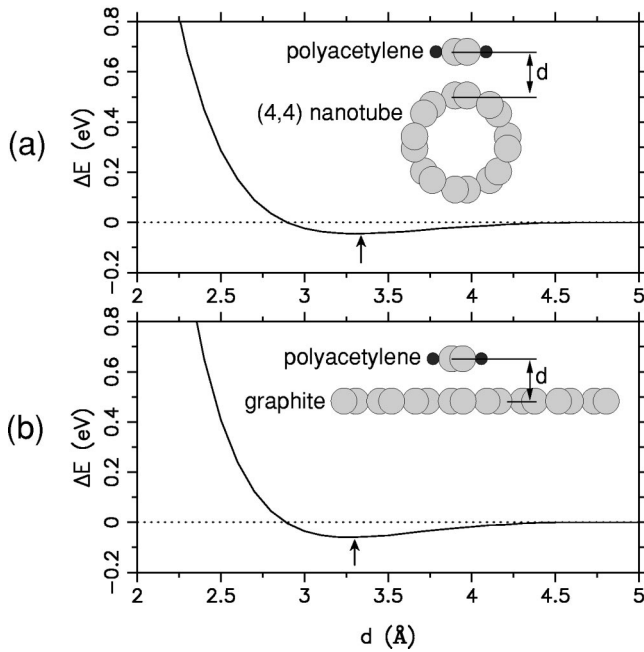 (a)
ΔE (eV)
0.8
0.6
0.4
0.2
0
−0.2
polyacetylene
d
(4,4) nanotube
2 2.5 3 3.5 4 4.5 5
(b)
ΔE (eV)
0.8
0.6
0.4
0.2
0
−0.2
polyacetylene
d
graphite
2 2.5 3 3.5 4 4.5 5
d (Å)